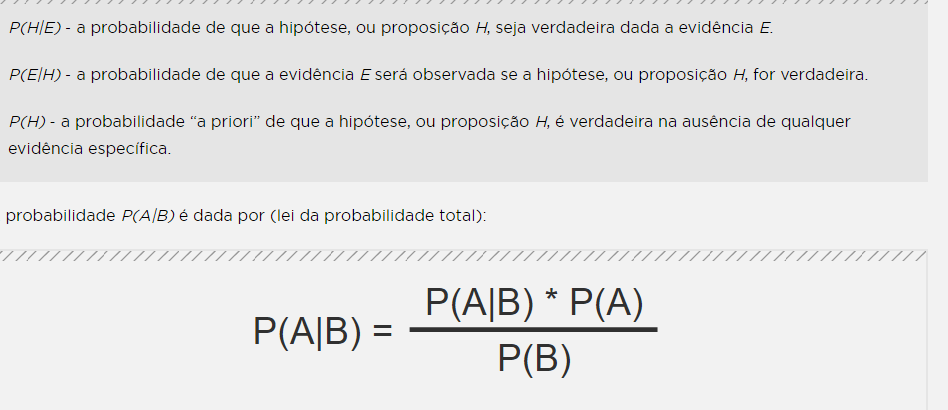 P(H/E) - a probabilidade de que a hipótese, ou proposição H, seja verdadeira dada a evidência E.
P(E/H) - a probabilidade de que a evidência E será observada se a hipótese, ou proposição H, for verdadeira.
P(H) - a probabilidade “a priori” de que a hipótese, ou proposição H, é verdadeira na ausência de qualquer
evidência específica.
probabilidade P(A/B) é dada por (lei da probabilidade total):
P(A|B) = P(A|B) * P(A)
P(B)